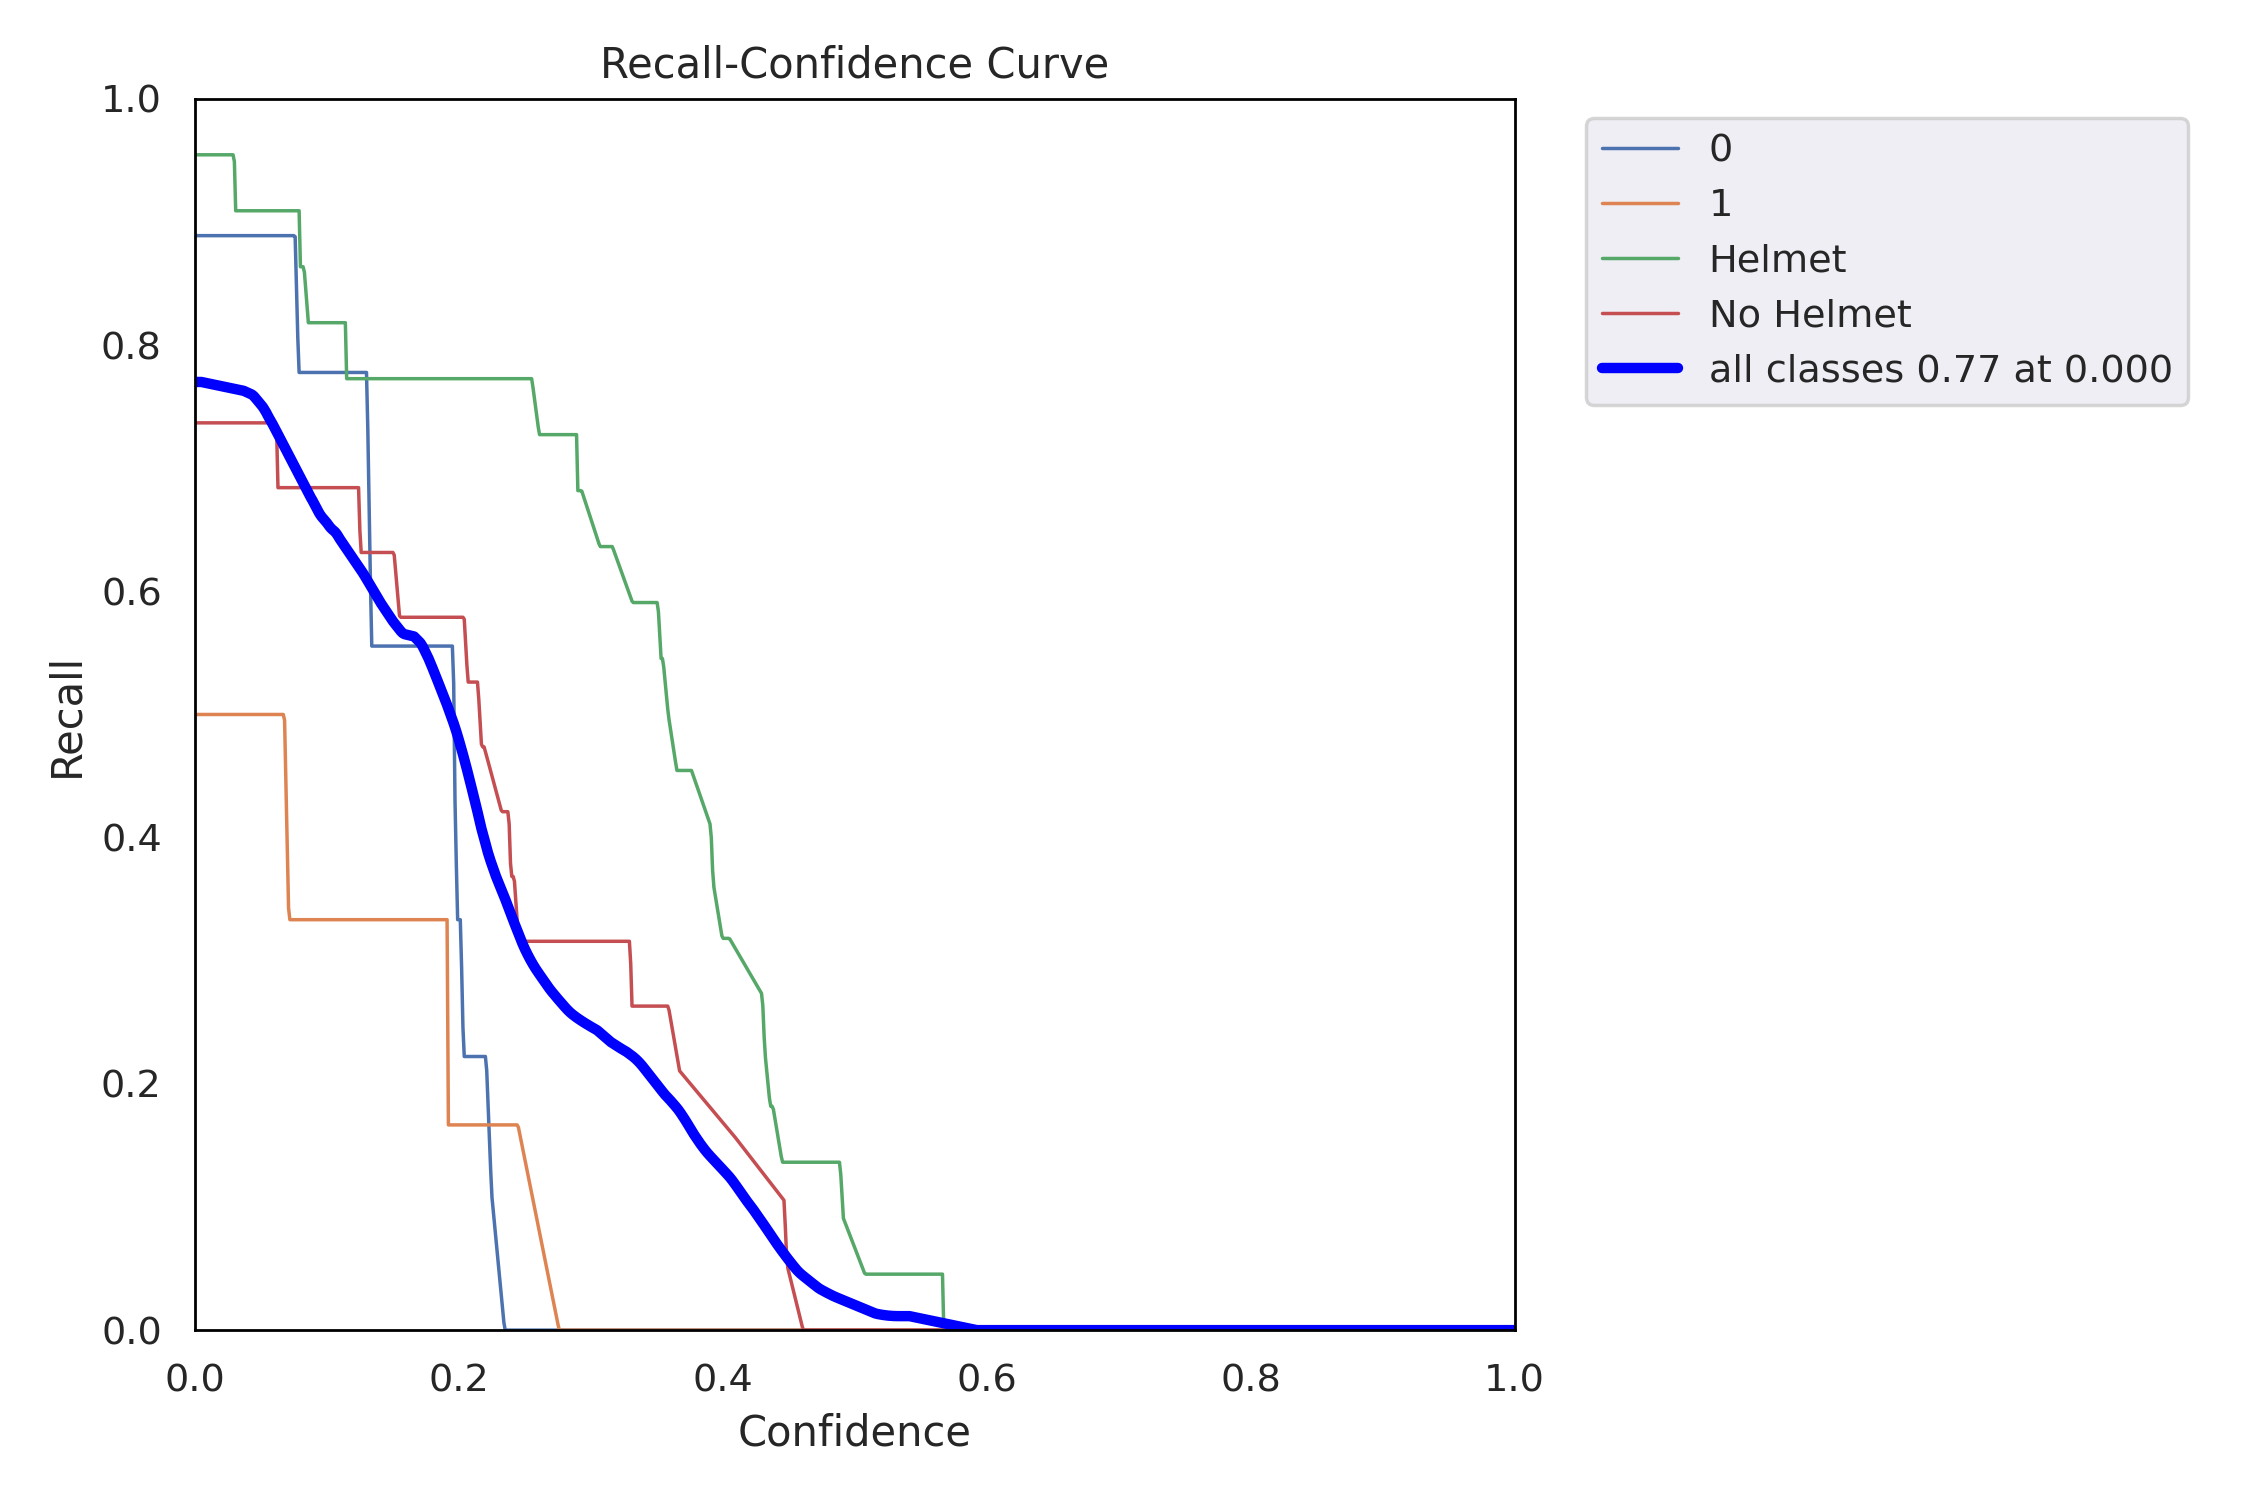 Recall-Confidence Curve
1.0
0.8
0.6
0.4
0.2
0.0
Recall
0.0 0.2 0.4 0.6 0.8 1.0
Confidence
0
1
Helmet
No Helmet
all classes 0.77 at 0.000